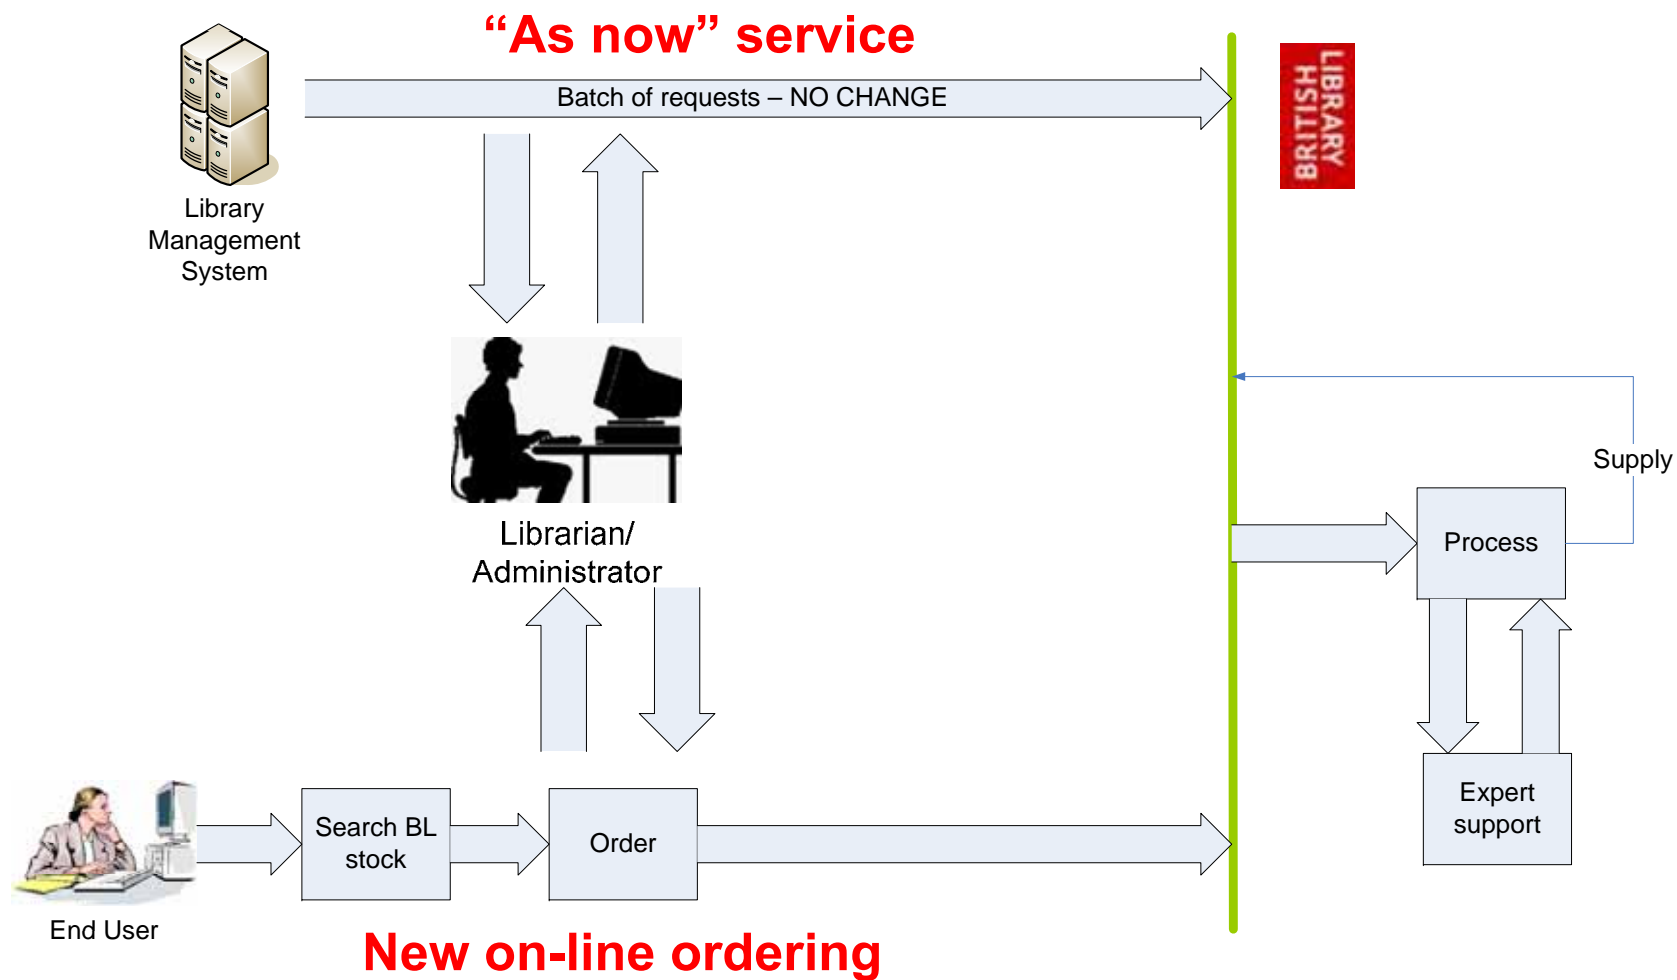 “As now” service
Batch of requests – NO CHANGE
LIBRARY
BRITISH
Library
Management
System
Librarian/
Administrator
Supply
Process
Expert
support
Search BL
stock
Order
End User
New on-line ordering